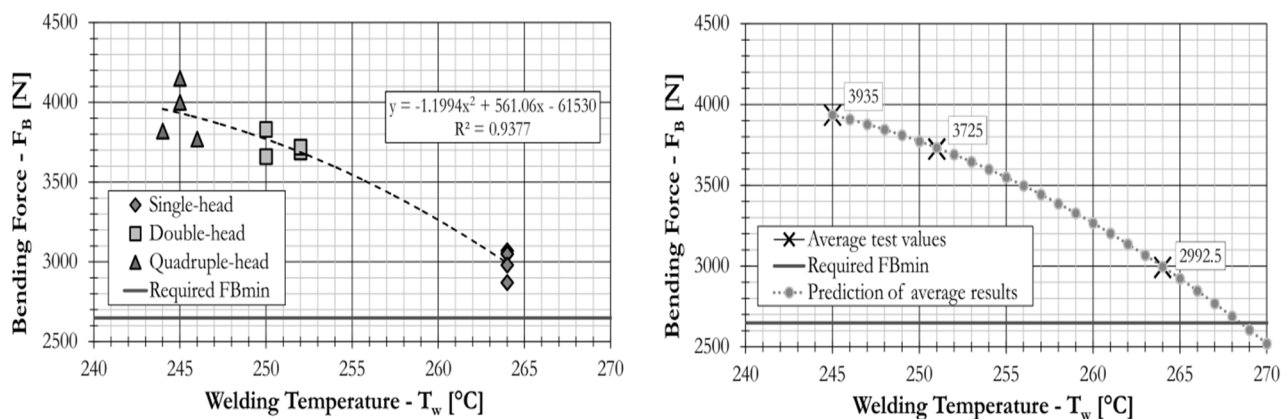 4500
4000
3500
3000
2500
240
245
250
255
260
265
270
Bending Force - F_B [N]
Welding Temperature - T_w [°C]
y = -1.1994x² + 561.06x - 61530
R² = 0.9377
Single-head
Double-head
Quadruple-head
Required FBmin
4500
4000
3500
3000
2500
240
245
250
255
260
265
270
Bending Force - F_B [N]
Welding Temperature - T_w [°C]
3935
3725
2992.5
Average test values
Required FBmin
Prediction of average results